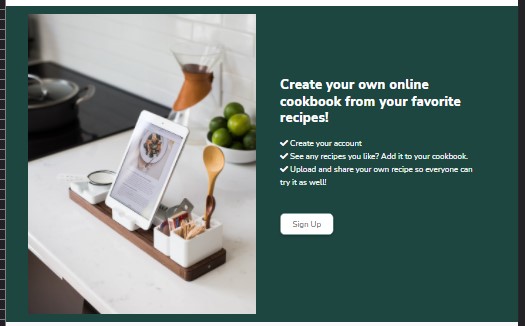 Create your own online
cookbook from your favorite
recipes!
✓ Create your account
✓ See any recipes you like? Add it to your cookbook.
✓ Upload and share your own recipe so everyone can
try it as well!
Sign Up